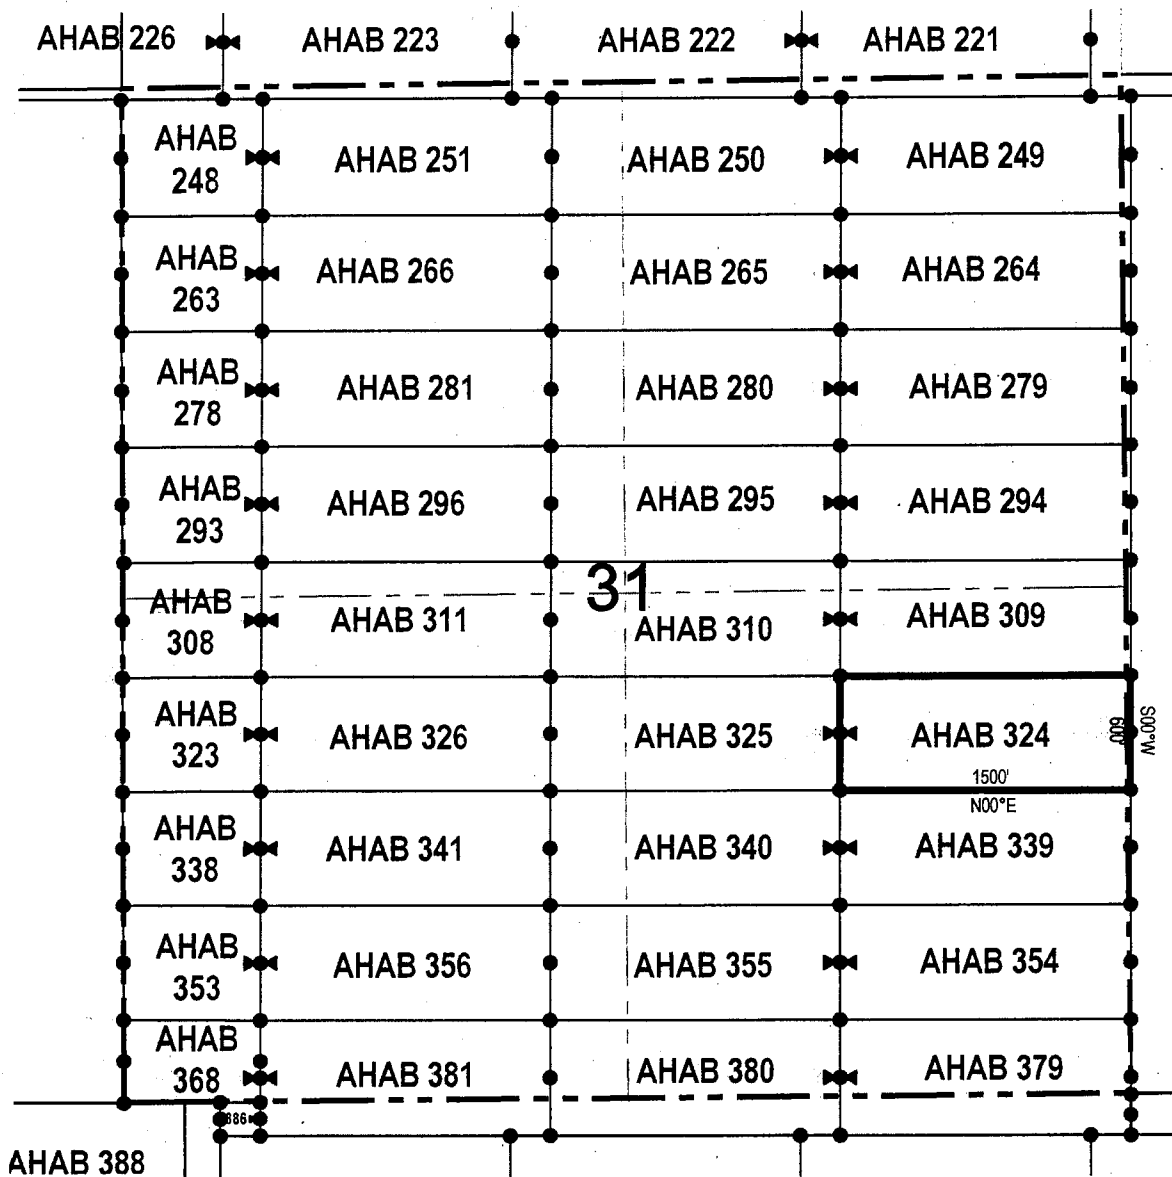 AHAB 226
AHAB 223
AHAB 222
AHAB 221
AHAB
248
AHAB 251
AHAB 250
AHAB 249
AHAB
263
AHAB 266
AHAB 265
AHAB 264
AHAB
278
AHAB 281
AHAB 280
AHAB 279
AHAB
293
AHAB 296
AHAB 295
AHAB 294
31
AHAB
308
AHAB 311
AHAB 310
AHAB 309
AHAB
323
AHAB 326
AHAB 325
AHAB 324
600'
S00°W
1500'
N00°E
AHAB
338
AHAB 341
AHAB 340
AHAB 339
AHAB
353
AHAB 356
AHAB 355
AHAB 354
AHAB
368
AHAB 381
AHAB 380
AHAB 379
386
AHAB 388